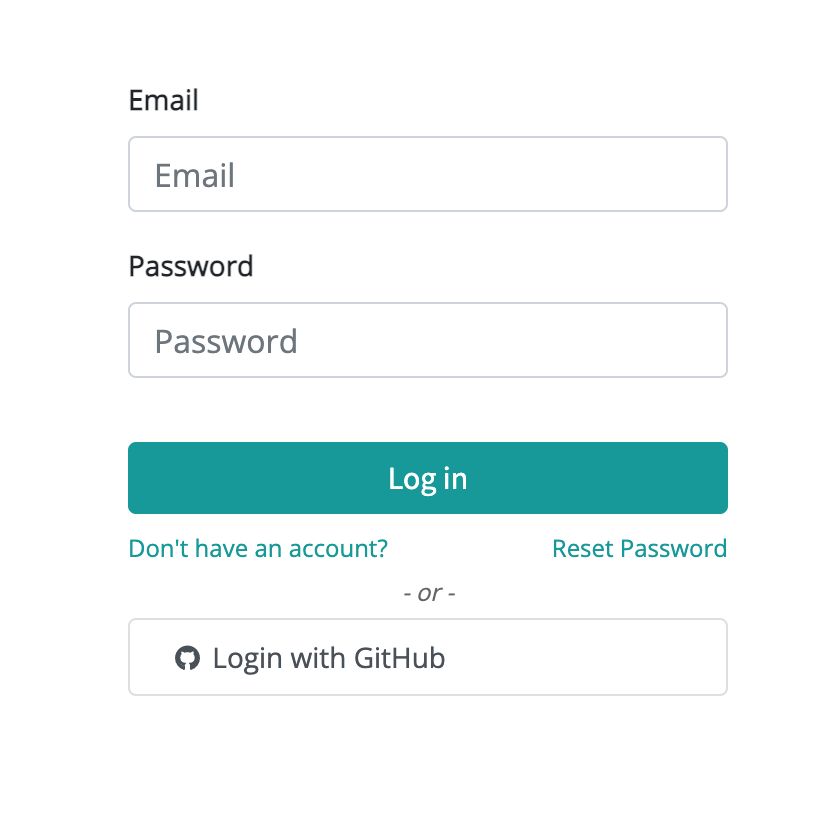 Email
Email
Password
Password
Log in
Don't have an account? Reset Password
- or -
Login with GitHub